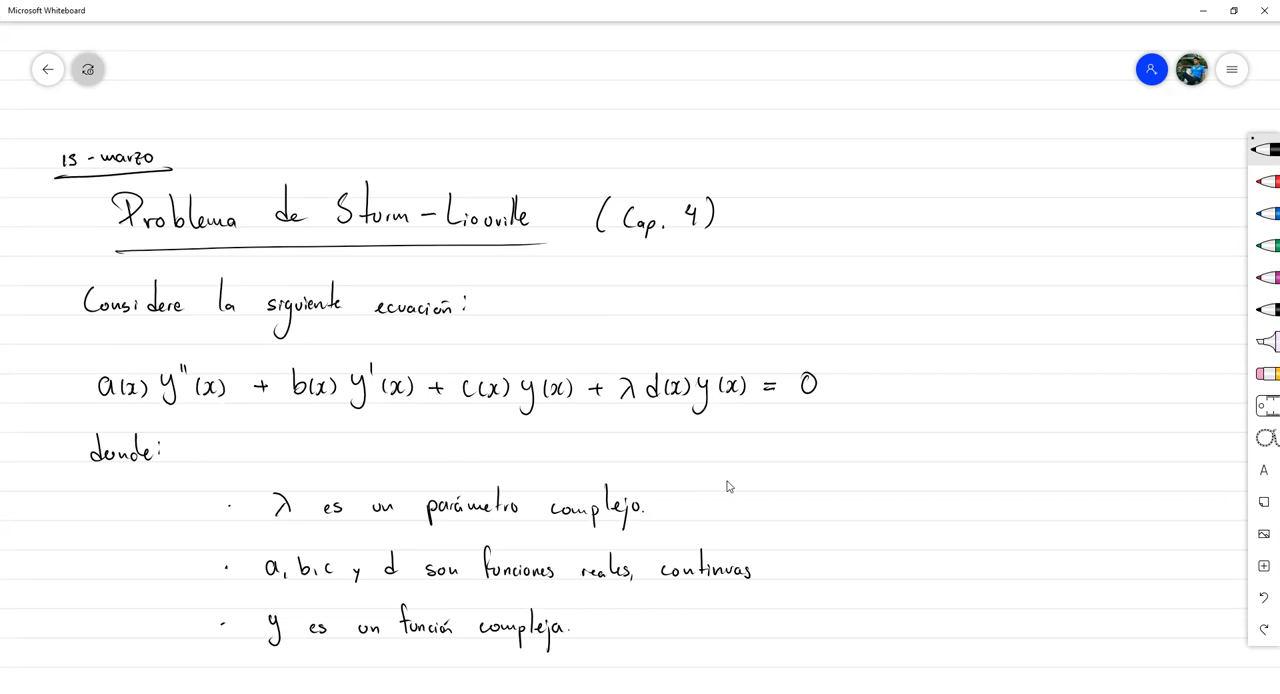 Microsoft Whiteboard
15 - marzo
Problema de Sturm - Liouville (Cap. 4)
Considere la siguiente ecuación:
a(x) y''(x) + b(x) y'(x) + c(x) y(x) + λ d(x) y(x) = 0
donde:
· λ es un parámetro complejo.
· a, b, c y d son funciones reales, continuas
· y es un función compleja.
A